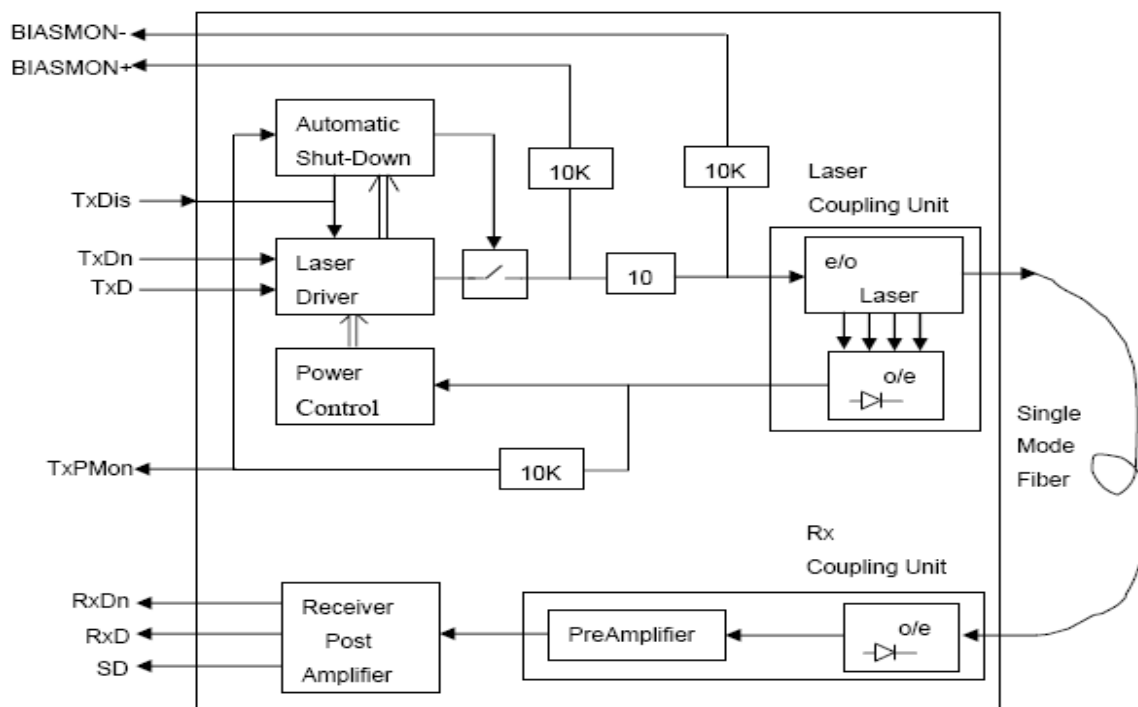 BIASMON-
BIASMON+
Automatic
Shut-Down
10K
10K
Laser
Coupling Unit
TxDis
TxDn
TxD
Laser
Driver
10
e/o
Laser
o/e
Power
Control
TxPMon
10K
Single
Mode
Fiber
Rx
Coupling Unit
RxDn
RxD
SD
Receiver
Post
Amplifier
PreAmplifier
o/e